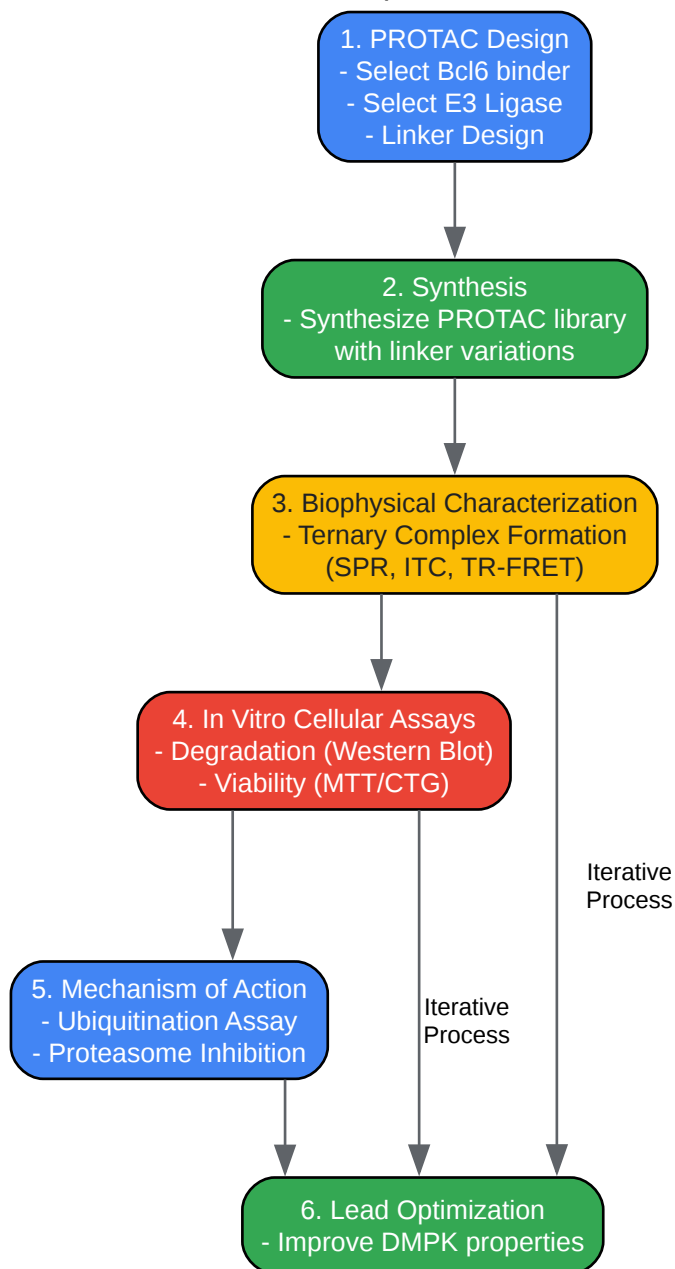 1. PROTAC Design
- Select Bcl6 binder
- Select E3 Ligase
- Linker Design
2. Synthesis
- Synthesize PROTAC library
with linker variations
3. Biophysical Characterization
- Ternary Complex Formation
(SPR, ITC, TR-FRET)
4. In Vitro Cellular Assays
- Degradation (Western Blot)
- Viability (MTT/CTG)
Iterative
Process
5. Mechanism of Action
- Ubiquitination Assay
- Proteasome Inhibition
Iterative
Process
6. Lead Optimization
- Improve DMPK properties